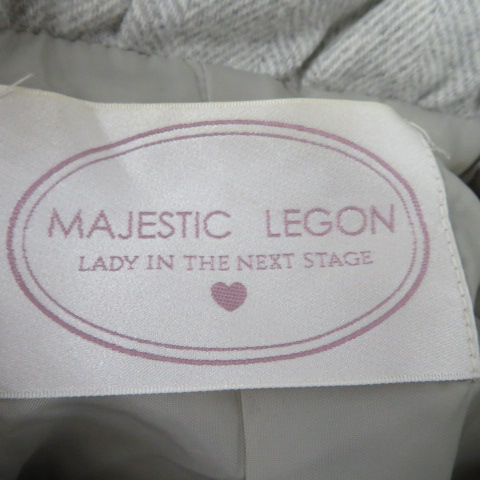 MAJESTIC LEGON
LADY IN THE NEXT STAGE